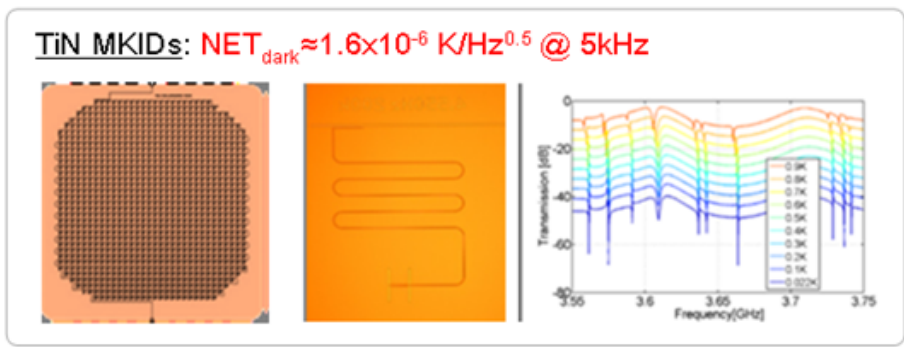 TiN MKIDs: NETdark≈1.6x10-6 K/Hz0.5 @ 5kHz
0
-20
-40
-60
-80
Transmission [dB]
0.9K
0.8K
0.7K
0.6K
0.5K
0.4K
0.3K
0.2K
0.1K
0.022K
3.55 3.6 3.65 3.7 3.75
Frequency[GHz]